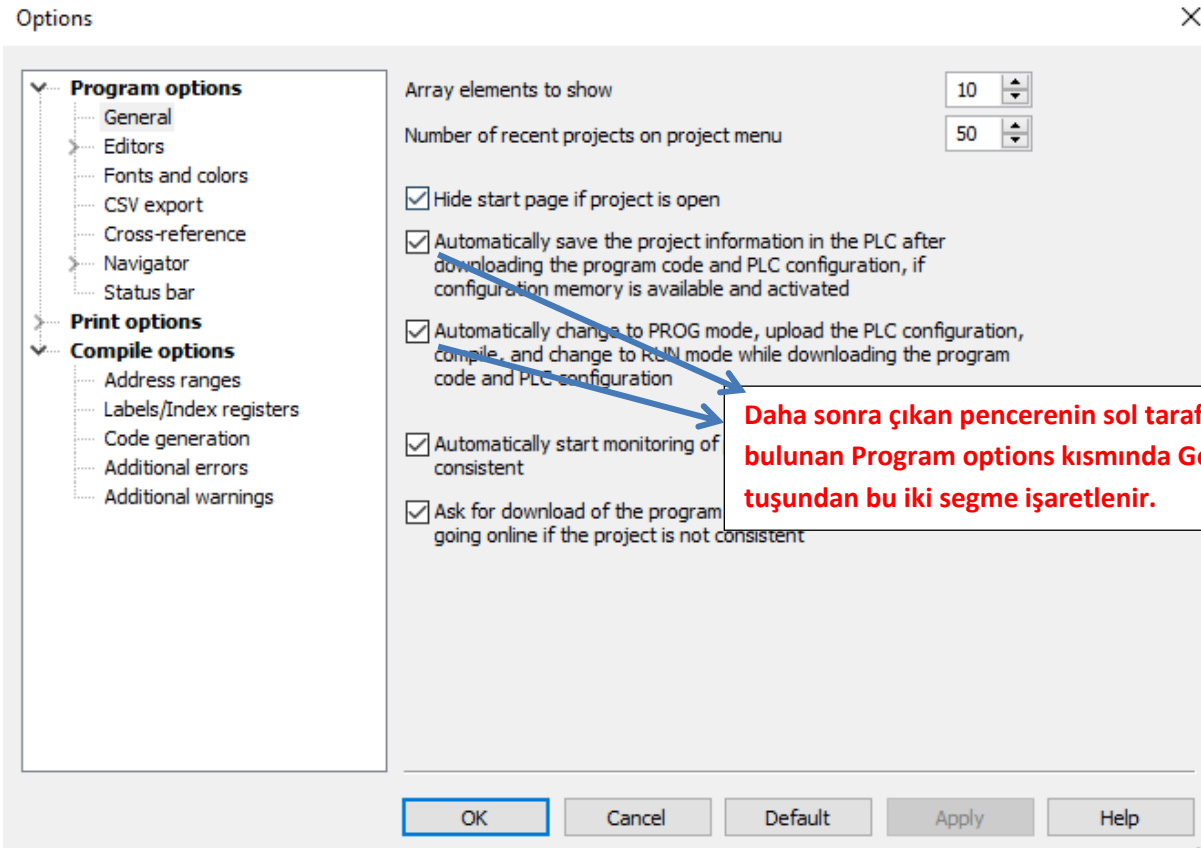 Options
Program options
General
Editors
Fonts and colors
CSV export
Cross-reference
Navigator
Status bar
Print options
Compile options
Address ranges
Labels/Index registers
Code generation
Additional errors
Additional warnings
Array elements to show 10
Number of recent projects on project menu 50
Hide start page if project is open
Automatically save the project information in the PLC after
downloading the program code and PLC configuration, if
configuration memory is available and activated
Automatically change to PROG mode, upload the PLC configuration,
compile, and change to RUN mode while downloading the program
code and PLC configuration
Automatically start monitoring of
consistent
Ask for download of the program
going online if the project is not consistent
Daha sonra çıkan pencerenin sol taraf
bulunan Program options kısmında Ge
tuşundan bu iki segme işaretlenir.
OK Cancel Default Apply Help